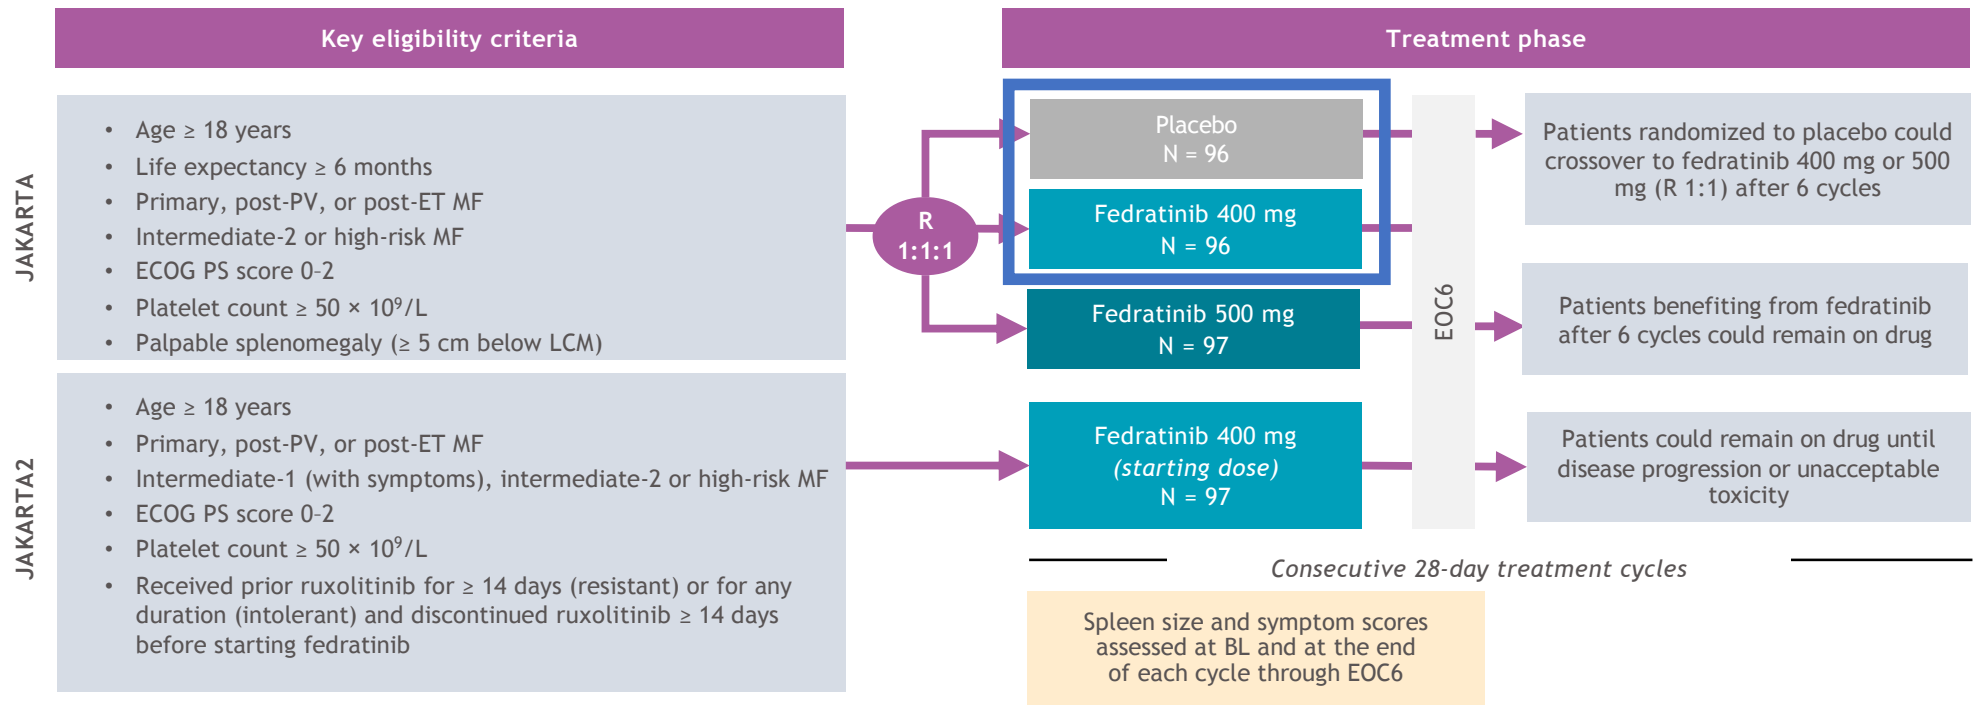 Key eligibility criteria
Treatment phase
JAKARTA
• Age ≥ 18 years
• Life expectancy ≥ 6 months
• Primary, post-PV, or post-ET MF
• Intermediate-2 or high-risk MF
• ECOG PS score 0–2
• Platelet count ≥ 50 × 10⁹/L
• Palpable splenomegaly (≥ 5 cm below LCM)
R
1:1:1
Placebo
N = 96
Fedratinib 400 mg
N = 96
Fedratinib 500 mg
N = 97
EOC6
Patients randomized to placebo could
crossover to fedratinib 400 mg or 500
mg (R 1:1) after 6 cycles
Patients benefiting from fedratinib
after 6 cycles could remain on drug
JAKARTA2
• Age ≥ 18 years
• Primary, post-PV, or post-ET MF
• Intermediate-1 (with symptoms), intermediate-2 or high-risk MF
• ECOG PS score 0–2
• Platelet count ≥ 50 × 10⁹/L
• Received prior ruxolitinib for ≥ 14 days (resistant) or for any
duration (intolerant) and discontinued ruxolitinib ≥ 14 days
before starting fedratinib
Fedratinib 400 mg
(starting dose)
N = 97
Patients could remain on drug until
disease progression or unacceptable
toxicity
Consecutive 28-day treatment cycles
Spleen size and symptom scores
assessed at BL and at the end
of each cycle through EOC6